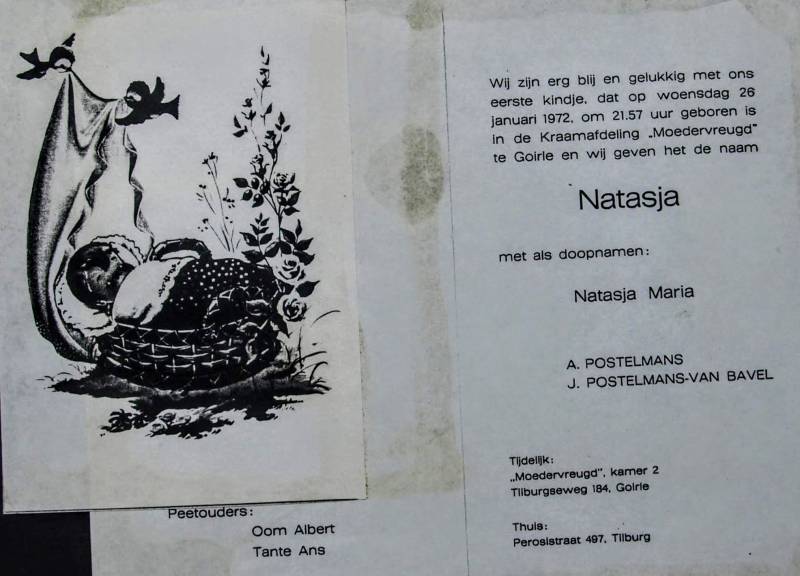 Wij zijn erg blij en gelukkig met ons
eerste kindje, dat op woensdag 26
januari 1972, om 21.57 uur geboren is
in de Kraamafdeling „Moedervreugd"
te Goirle en wij geven het de naam
Natasja
met als doopnamen:
Natasja Maria
A. POSTELMANS
J. POSTELMANS-VAN BAVEL
Tijdelijk:
„Moedervreugd", kamer 2
Tilburgseweg 184, Goirle
Thuis:
Perosistraat 497, Tilburg
Peetouders:
Oom Albert
Tante Ans